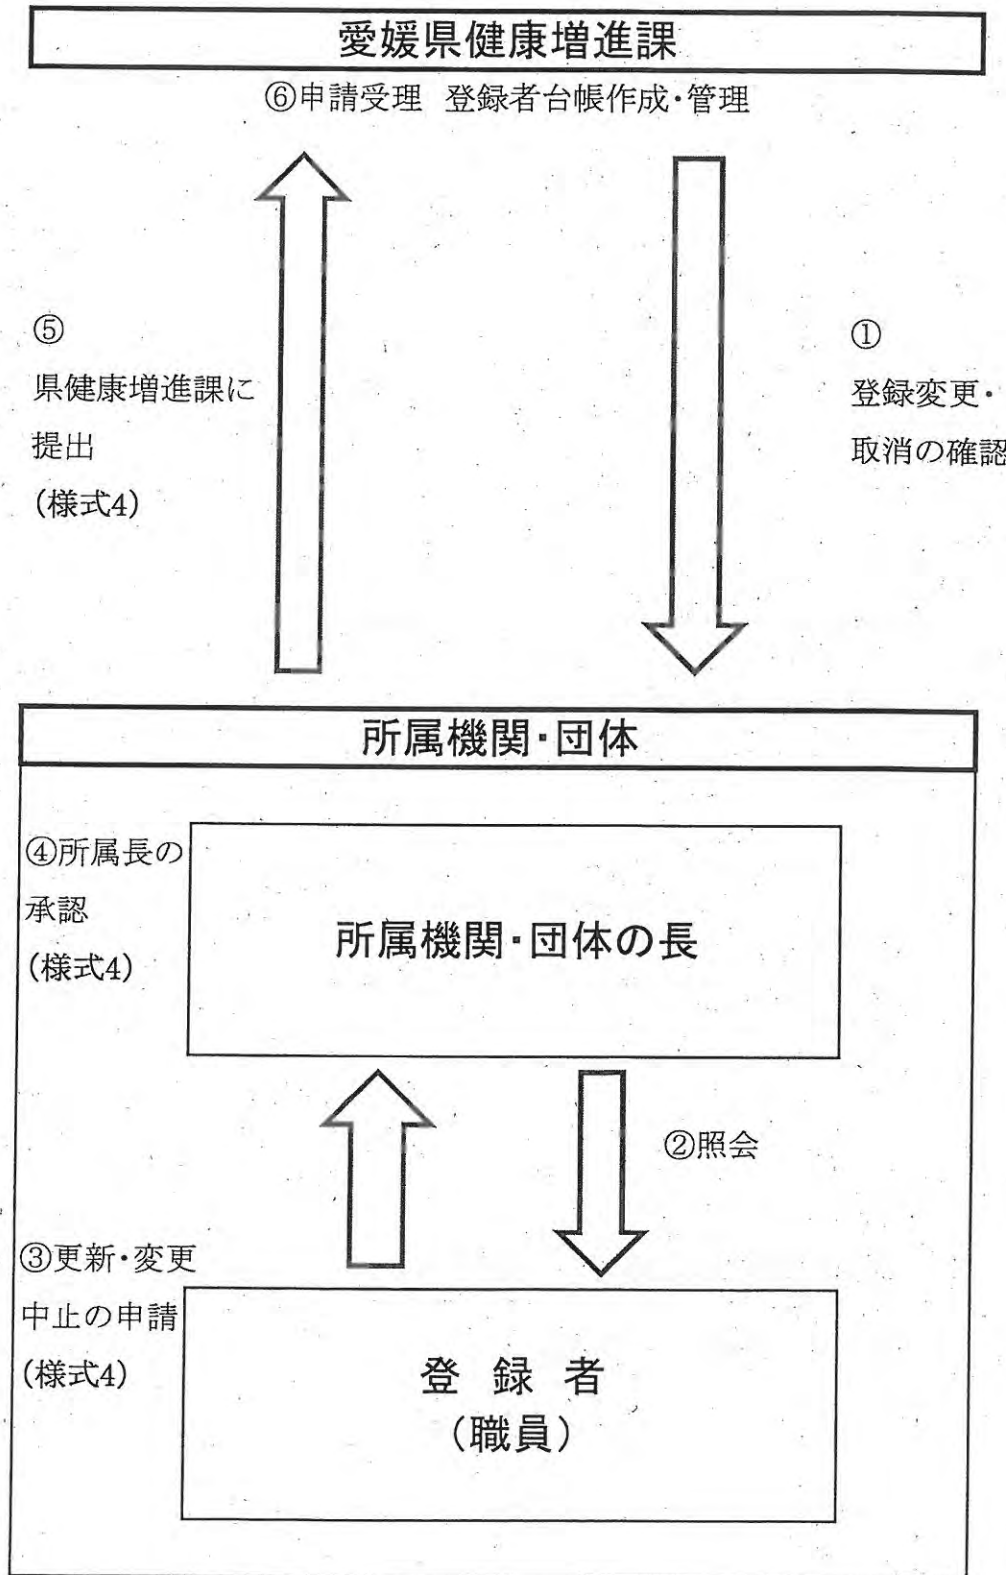 愛媛県健康増進課
⑥申請受理 登録者台帳作成・管理
⑤
県健康増進課に
提出
(様式4)
①
登録変更・
取消の確認
所属機関・団体
④所属長の
承認
(様式4)
所属機関・団体の長
②照会
③更新・変更
中止の申請
(様式4)
登 録 者
(職員)